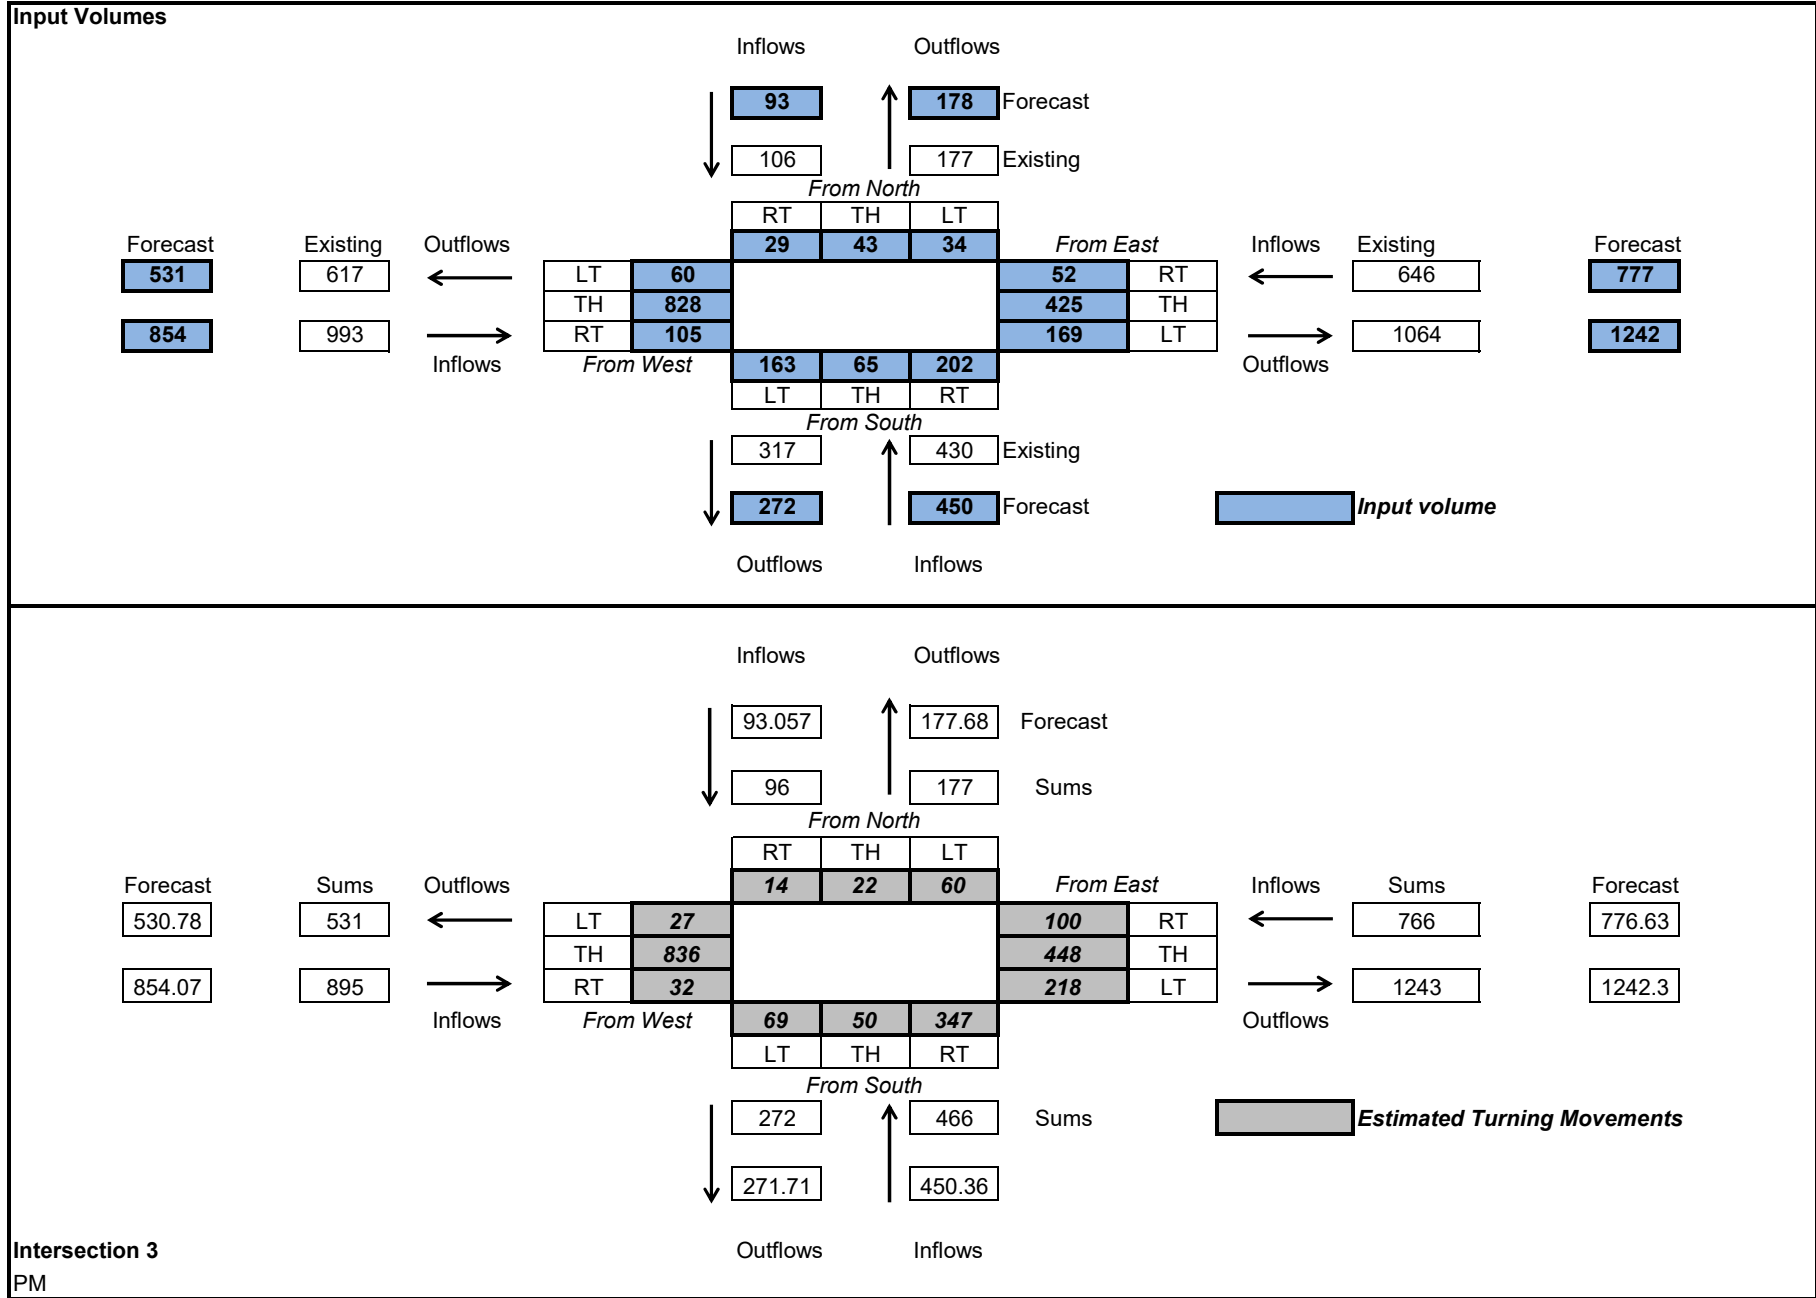 Input Volumes
Inflows Outflows
93 178 Forecast
106 177 Existing
From North
RT TH LT
Forecast Existing Outflows 29 43 34 From East Inflows Existing Forecast
531 617 LT 60 52 RT 646 777
TH 828 425 TH
854 993 RT 105 169 LT 1064 1242
Inflows From West 163 65 202 Outflows
LT TH RT
From South
317 430 Existing
272 450 Forecast Input volume
Outflows Inflows
Inflows Outflows
93.057 177.68 Forecast
96 177 Sums
From North
RT TH LT
Forecast Sums Outflows 14 22 60 From East Inflows Sums Forecast
530.78 531 LT 27 100 RT 766 776.63
TH 836 448 TH
854.07 895 RT 32 218 LT 1243 1242.3
Inflows From West 69 50 347 Outflows
LT TH RT
From South
272 466 Sums Estimated Turning Movements
271.71 450.36
Intersection 3 Outflows Inflows
PM